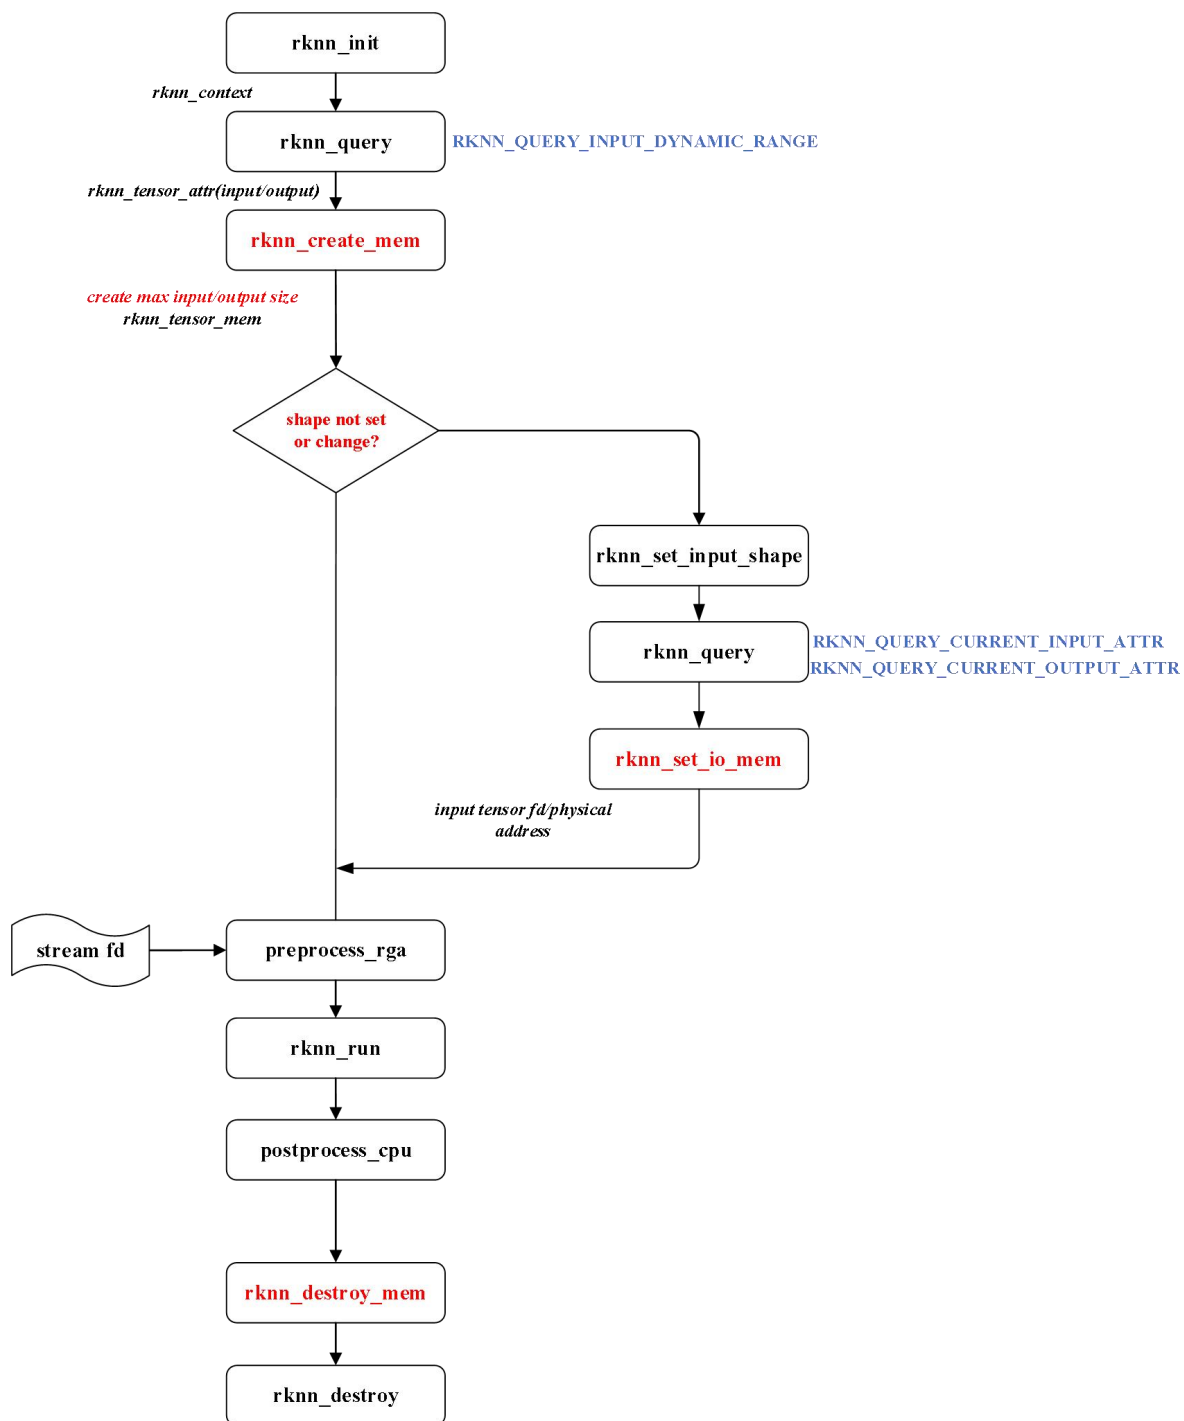 rknn_init
rknn_context
rknn_query
RKNN_QUERY_INPUT_DYNAMIC_RANGE
rknn_tensor_attr(input/output)
rknn_create_mem
create max input/output size
rknn_tensor_mem
shape not set
or change?
rknn_set_input_shape
rknn_query
RKNN_QUERY_CURRENT_INPUT_ATTR
RKNN_QUERY_CURRENT_OUTPUT_ATTR
rknn_set_io_mem
input tensor fd/physical
address
stream fd
preprocess_rga
rknn_run
postprocess_cpu
rknn_destroy_mem
rknn_destroy